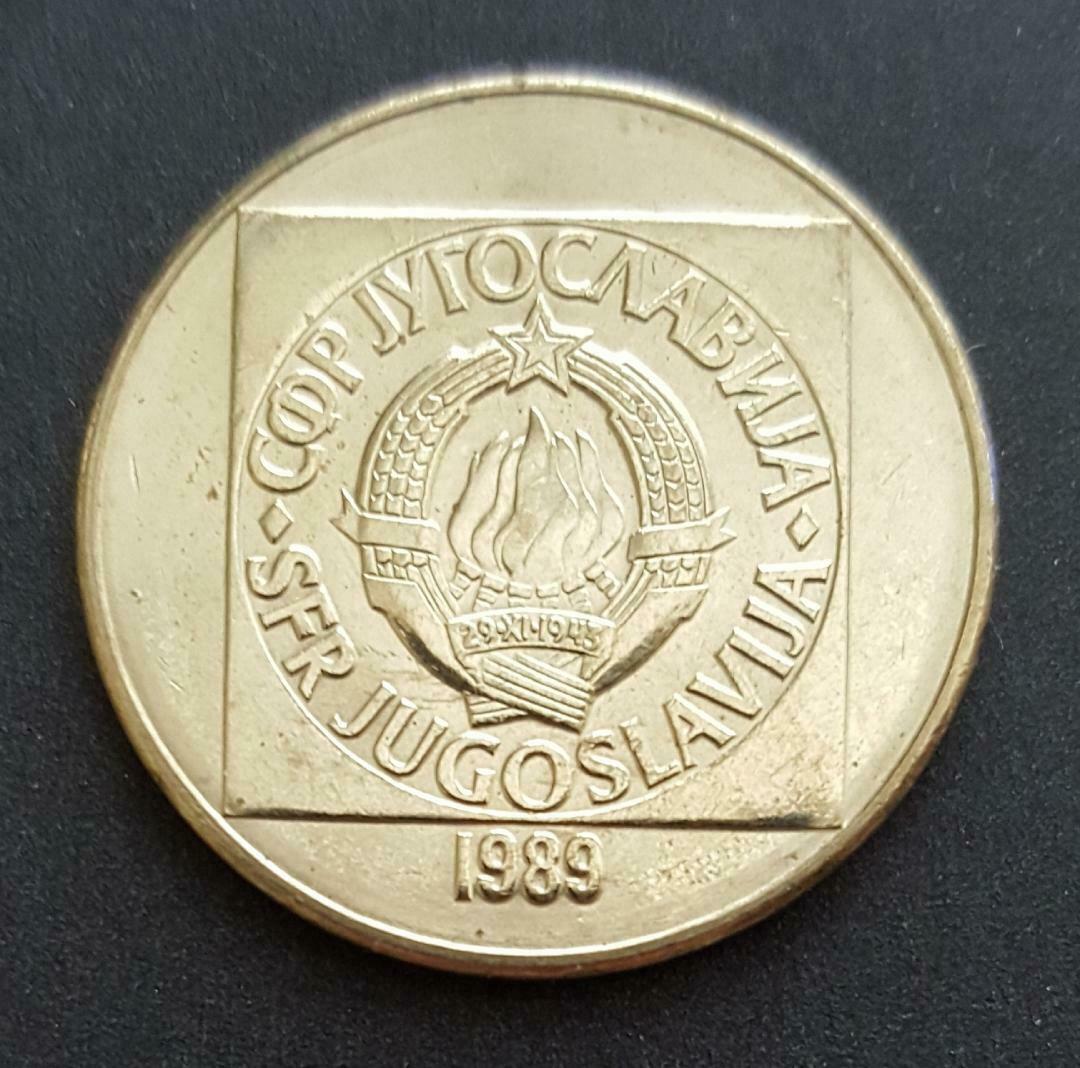 СФР ЈУГОСЛАВИЈА
29·XI·1943
SFR JUGOSLAVIJA
1989